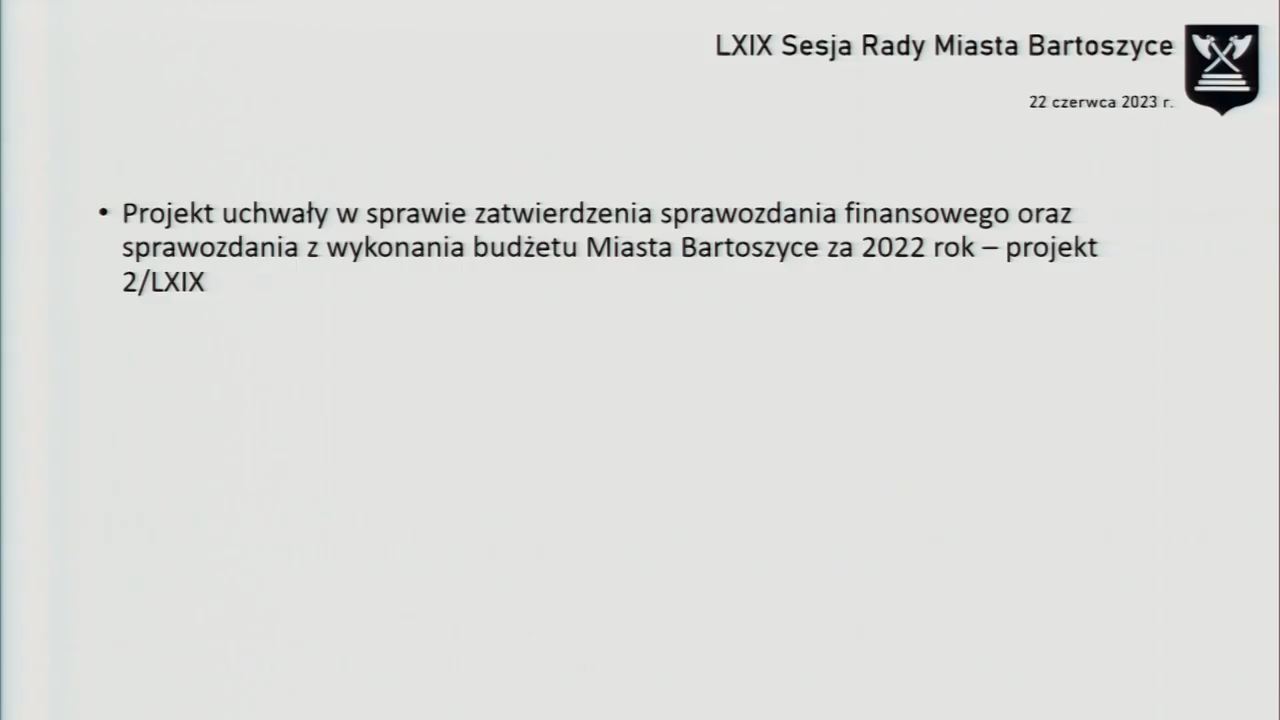 LXIX Sesja Rady Miasta Bartoszyce
22 czerwca 2023 r.
• Projekt uchwały w sprawie zatwierdzenia sprawozdania finansowego oraz
sprawozdania z wykonania budżetu Miasta Bartoszyce za 2022 rok – projekt
2/LXIX